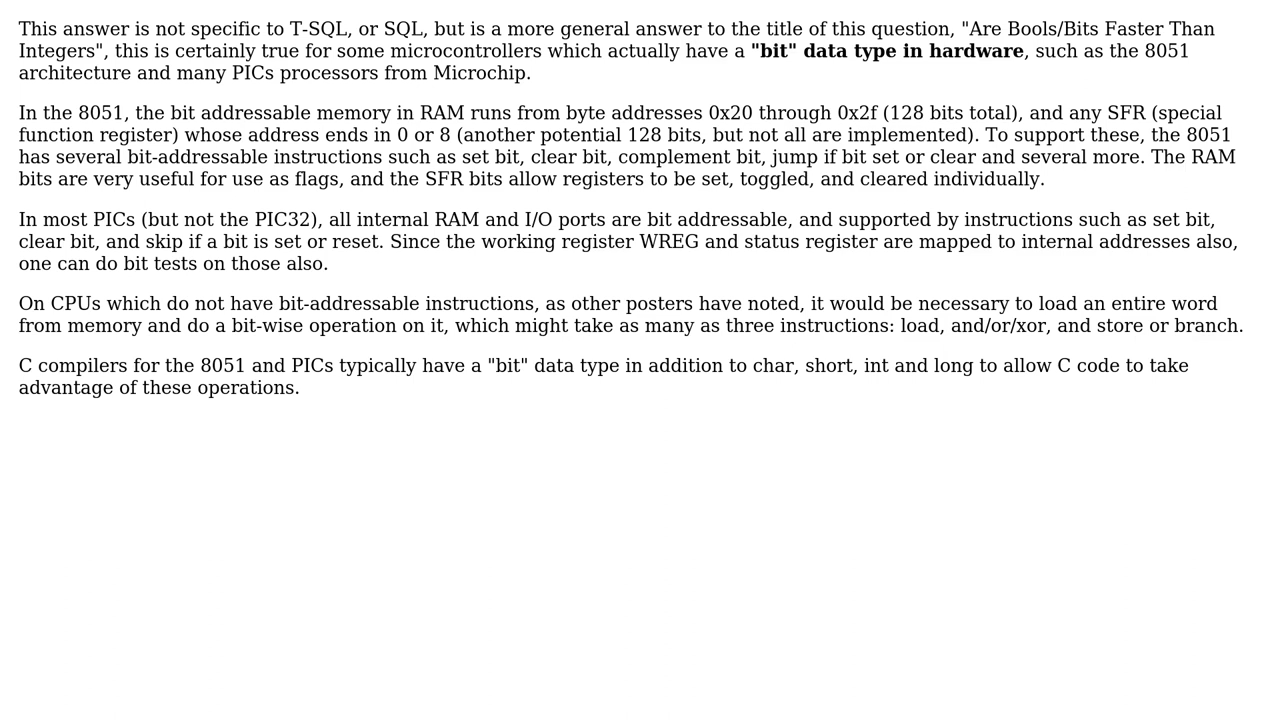 This answer is not specific to T-SQL, or SQL, but is a more general answer to the title of this question, "Are Bools/Bits Faster Than
Integers", this is certainly true for some microcontrollers which actually have a "bit" data type in hardware, such as the 8051
architecture and many PICs processors from Microchip.
In the 8051, the bit addressable memory in RAM runs from byte addresses 0x20 through 0x2f (128 bits total), and any SFR (special
function register) whose address ends in 0 or 8 (another potential 128 bits, but not all are implemented). To support these, the 8051
has several bit-addressable instructions such as set bit, clear bit, complement bit, jump if bit set or clear and several more. The RAM
bits are very useful for use as flags, and the SFR bits allow registers to be set, toggled, and cleared individually.
In most PICs (but not the PIC32), all internal RAM and I/O ports are bit addressable, and supported by instructions such as set bit,
clear bit, and skip if a bit is set or reset. Since the working register WREG and status register are mapped to internal addresses also,
one can do bit tests on those also.
On CPUs which do not have bit-addressable instructions, as other posters have noted, it would be necessary to load an entire word
from memory and do a bit-wise operation on it, which might take as many as three instructions: load, and/or/xor, and store or branch.
C compilers for the 8051 and PICs typically have a "bit" data type in addition to char, short, int and long to allow C code to take
advantage of these operations.